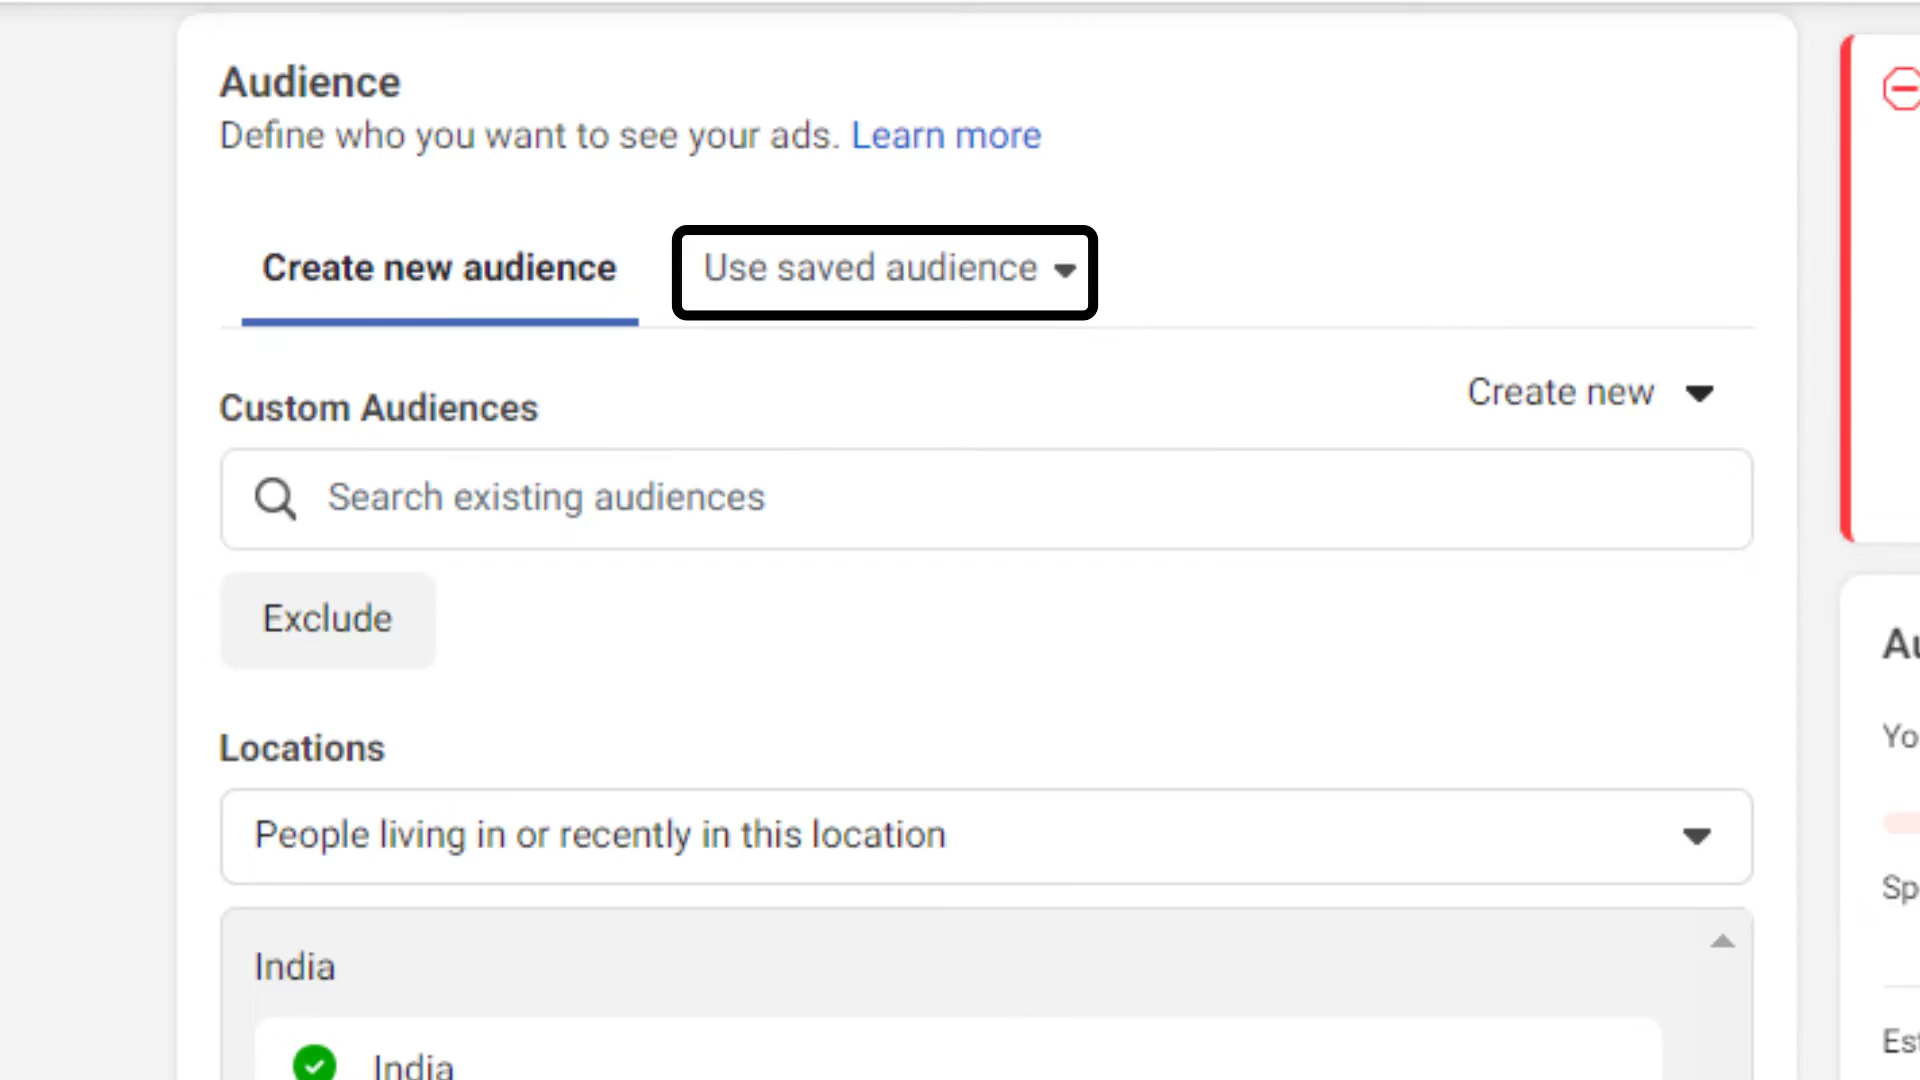 Audience
Define who you want to see your ads. Learn more
Create new audience
Use saved audience
Custom Audiences
Create new
Search existing audiences
Exclude
Locations
People living in or recently in this location
India
India